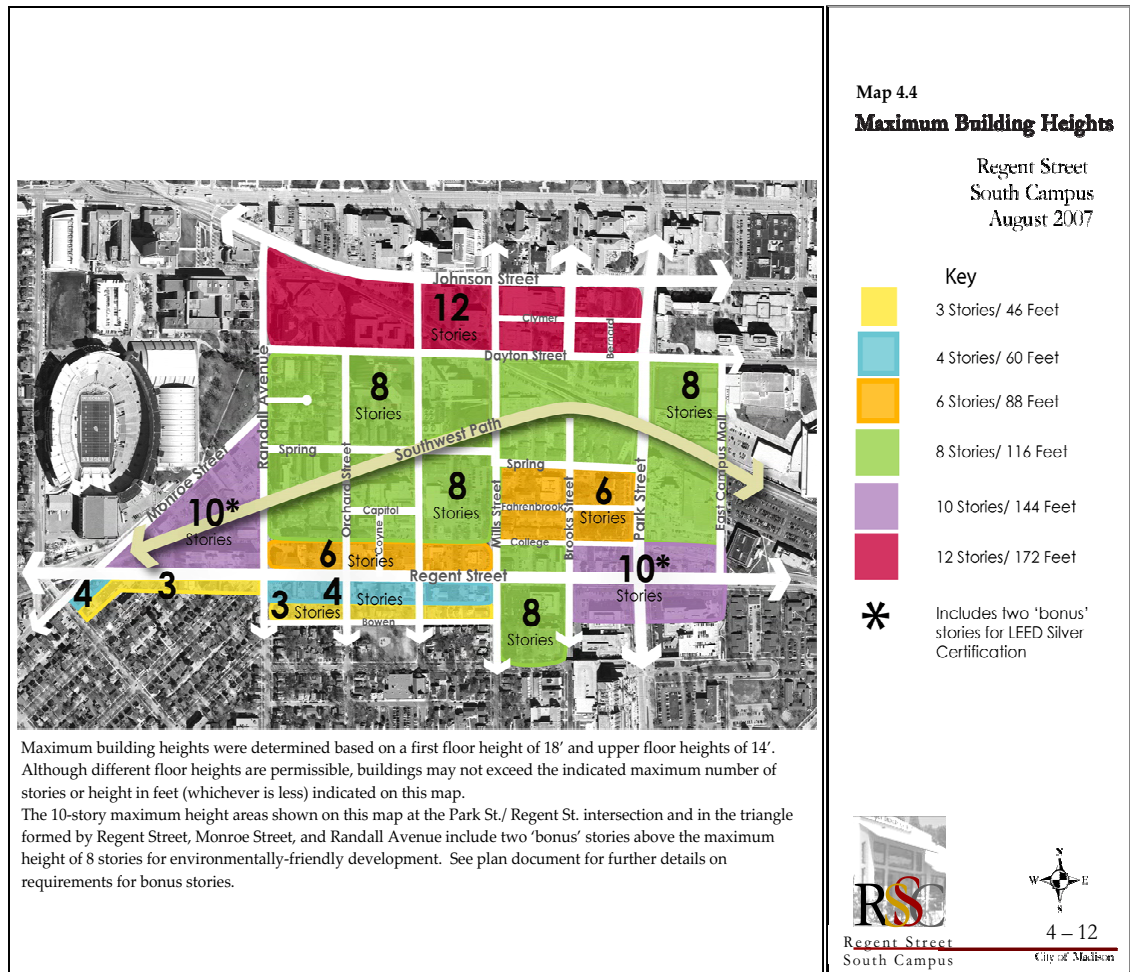 Map 4.4
Maximum Building Heights
Regent Street
South Campus
August 2007
Key
3 Stories/ 46 Feet
4 Stories/ 60 Feet
6 Stories/ 88 Feet
8 Stories/ 116 Feet
10 Stories/ 144 Feet
12 Stories/ 172 Feet
* Includes two 'bonus'
stories for LEED Silver
Certification
Johnson Street
12
Stories
Clymer
Bernard
Dayton Street
Randall Avenue
8
Stories
8
Stories
Southwest Path
Monroe Street
Spring
Orchard Street
Spring
East Campus Mall
10*
Stories
8
Stories
6
Stories
Capitol
Coyne
Mills Street
Fahrenbrook
Brooks Street
Park Street
College
6 Stories
Regent Street
10*
Stories
4
3
3 Stories
4 Stories
Bowen
8
Stories
Maximum building heights were determined based on a first floor height of 18' and upper floor heights of 14'.
Although different floor heights are permissible, buildings may not exceed the indicated maximum number of
stories or height in feet (whichever is less) indicated on this map.
The 10-story maximum height areas shown on this map at the Park St./ Regent St. intersection and in the triangle
formed by Regent Street, Monroe Street, and Randall Avenue include two 'bonus' stories above the maximum
height of 8 stories for environmentally-friendly development.  See plan document for further details on
requirements for bonus stories.
RSSC
Regent Street
South Campus
N
W E
S
4 – 12
City of Madison